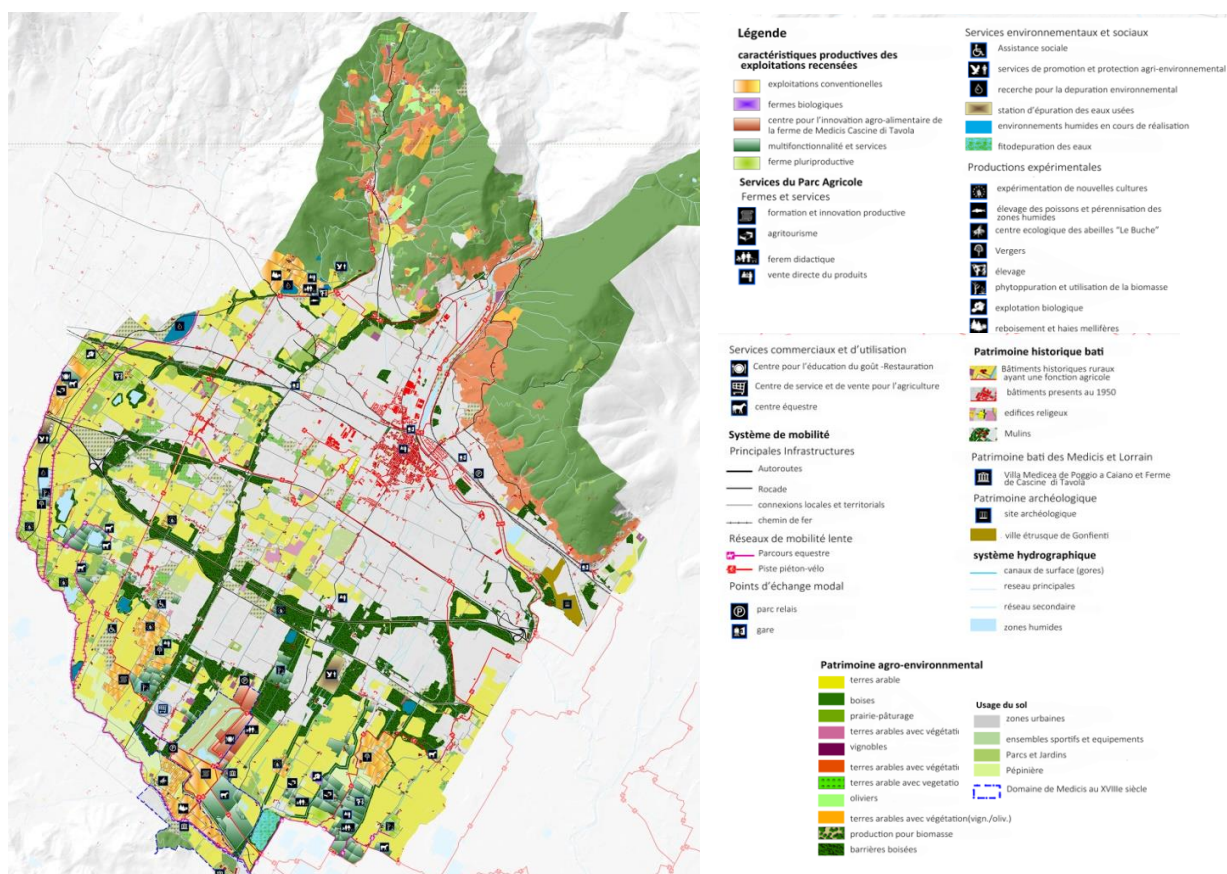 Légende
caractéristiques productives des
exploitations recensées
exploitations conventionelles
fermes biologiques
centre pour l'innovation agro-alimentaire de
la ferme de Medicis Cascine di Tavola
multifonctionnalité et services
ferme pluriproductive
Services du Parc Agricole
Fermes et services
formation et innovation productive
agritourisme
ferem didactique
vente directe du produits
Services environnementaux et sociaux
Assistance sociale
services de promotion et protection agri-environnemental
recerche pour la depuration environnemental
station d'épuration des eaux usées
environnements humides en cours de réalisation
fitodepuration des eaux
Productions expérimentales
expérimentation de nouvelles cultures
élevage des poissons et pérennisation des
zones humides
centre ecologique des abeilles "Le Buche"
Vergers
élevage
phytoppuration et utilisation de la biomasse
explotation biologique
reboisement et haies mellifères
Services commerciaux et d'utilisation
Centre pour l'éducation du goût -Restauration
Centre de service et de vente pour l'agriculture
centre équestre
Système de mobilité
Principales Infrastructures
Autoroutes
Rocade
connexions locales et territorials
chemin de fer
Réseaux de mobilité lente
Parcours equestre
Piste piéton-vélo
Points d'échange modal
parc relais
gare
Patrimoine historique bati
Bâtiments historiques ruraux
ayant une fonction agricole
bâtiments presents au 1950
edifices religeux
Mulins
Patrimoine bati des Medicis et Lorrain
Villa Medicea de Poggio a Caiano et Ferme
de Cascine di Tavola
Patrimoine archéologique
site archéologique
ville étrusque de Gonfienti
système hydrographique
canaux de surface (gores)
reseau principales
réseau secondaire
zones humides
Patrimoine agro-environnmental
terres arable
boises
prairie-pâturage
terres arables avec végétati
vignobles
terres arables avec végétati
terres arable avec vegetatio
oliviers
terres arables avec végétation(vign./oliv.)
production pour biomasse
barrières boisées
Usage du sol
zones urbaines
ensembles sportifs et equipements
Parcs et Jardins
Pépinière
Domaine de Medicis au XVIIIe siècle